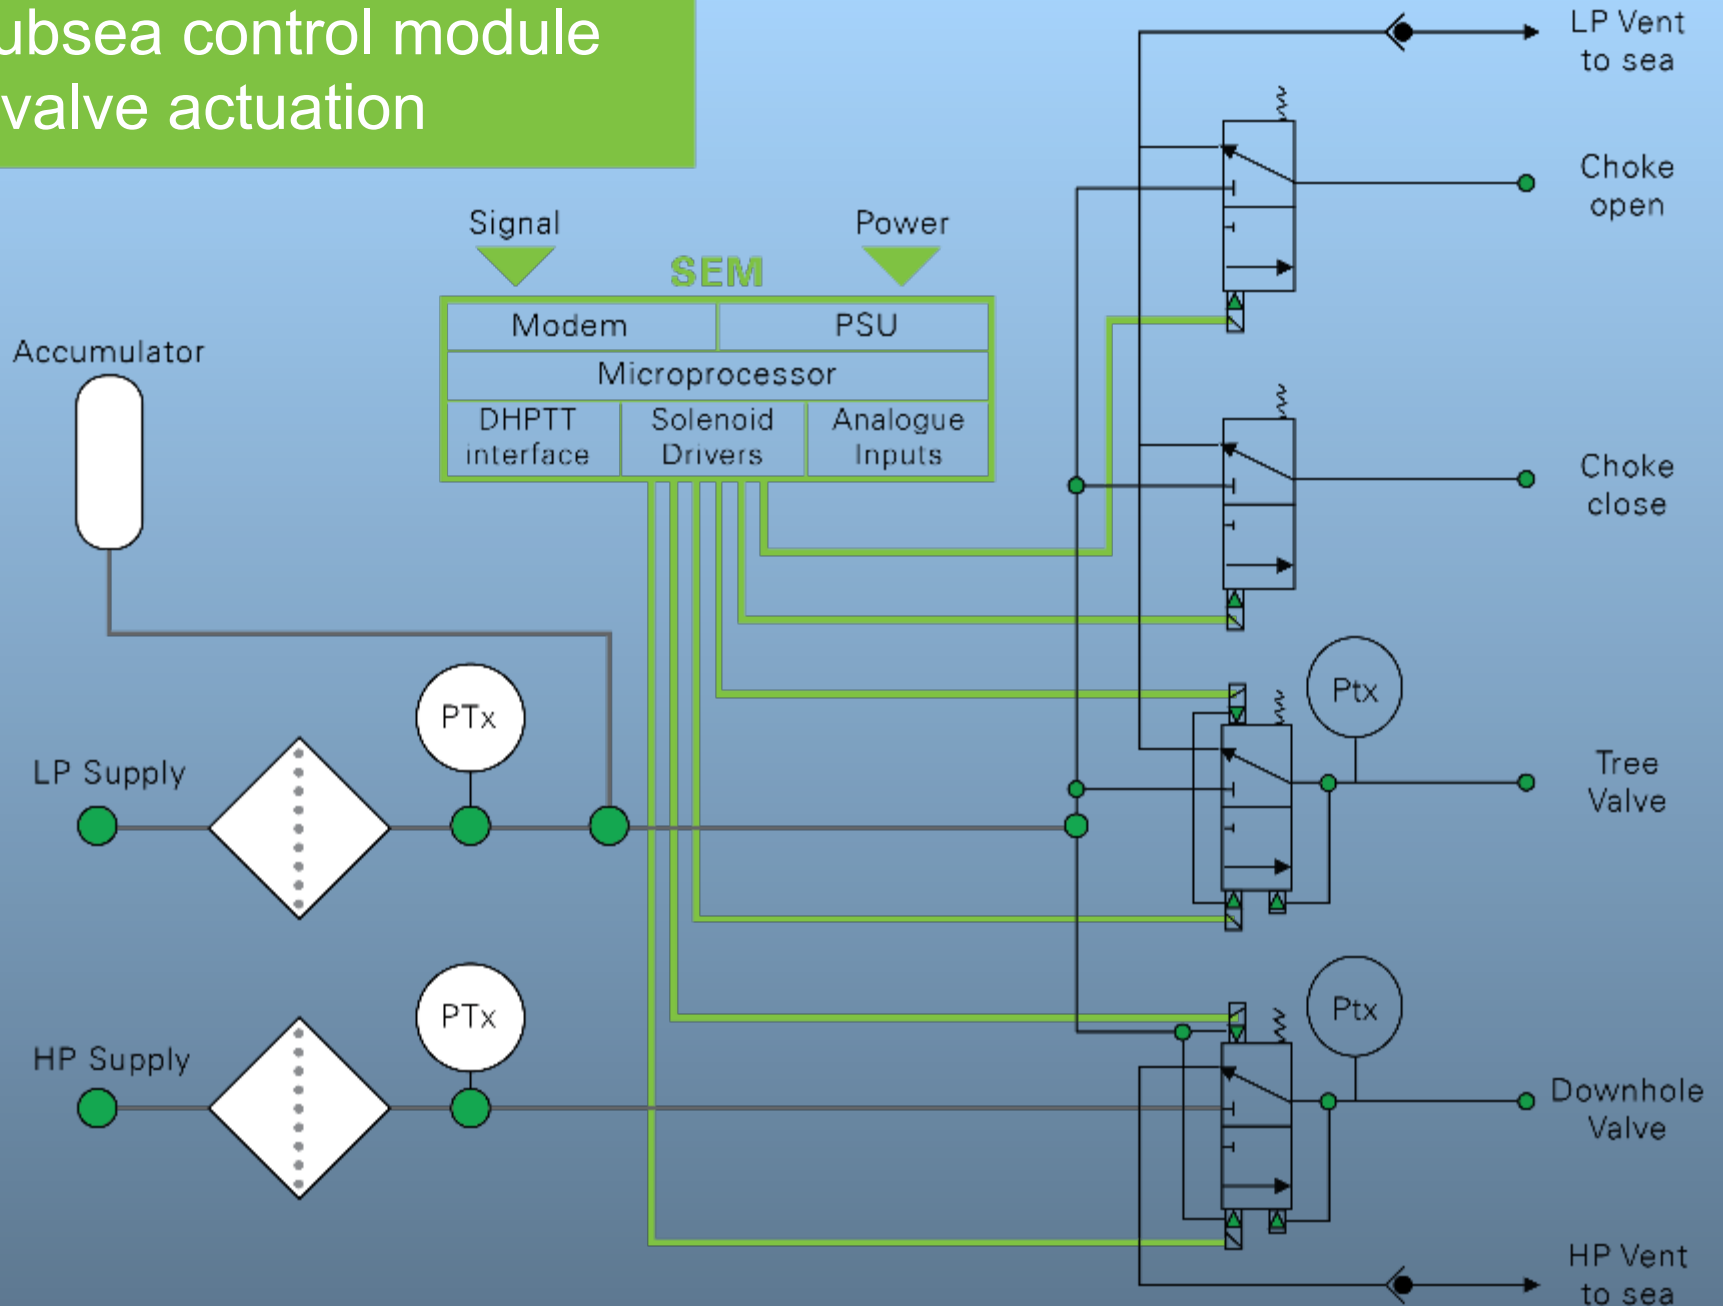 ubsea control module
valve actuation
LP Vent
to sea
Choke
open
Signal
Power
SEM
Modem
PSU
Microprocessor
DHPTT
interface
Solenoid
Drivers
Analogue
Inputs
Accumulator
Choke
close
PTx
Ptx
LP Supply
Tree
Valve
PTx
Ptx
HP Supply
Downhole
Valve
HP Vent
to sea